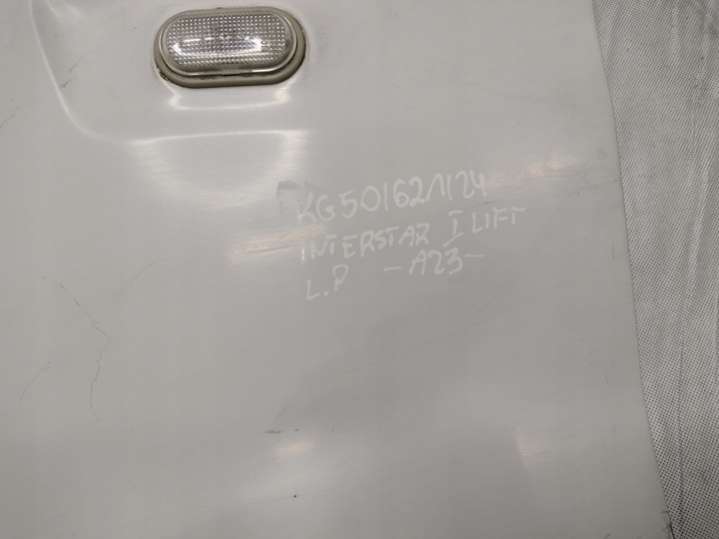 KG50162/1/24
INTERSTAR I LIFT
L.P -A23-